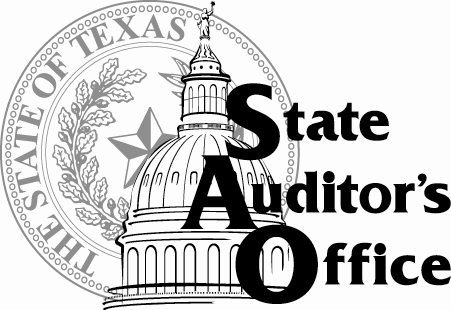 THE STATE OF TEXAS
State
Auditor's
Office